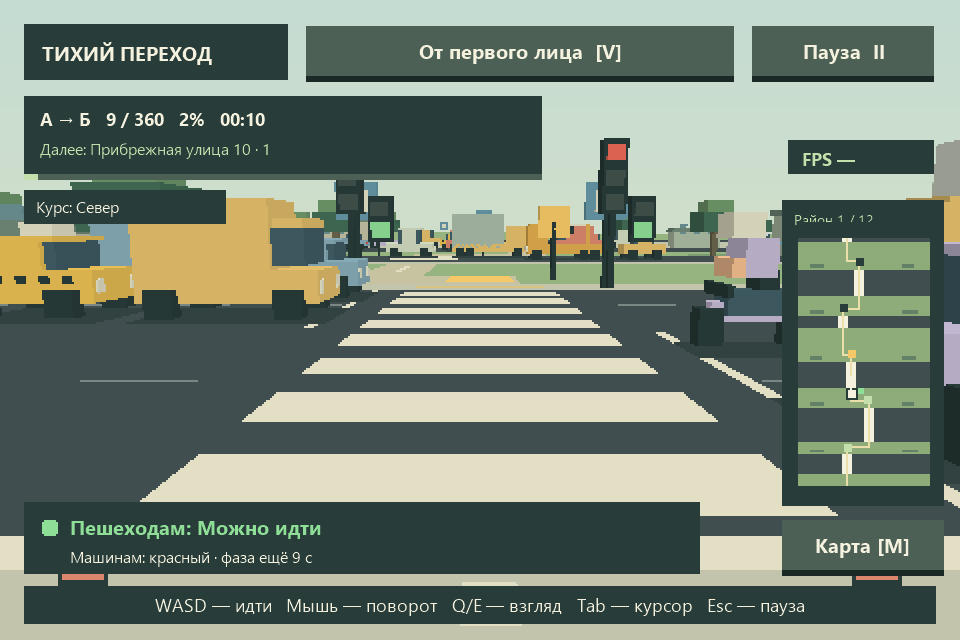 ТИХИЙ ПЕРЕХОД
От первого лица [V]
Пауза II
А → Б 9 / 360 2% 00:10
Далее: Прибрежная улица 10 · 1
FPS —
Курс: Север
Район 1 / 12
Пешеходам: Можно идти
Машинам: красный · фаза ещё 9 с
Карта [M]
WASD — идти Мышь — поворот Q/E — взгляд Tab — курсор Esc — пауза